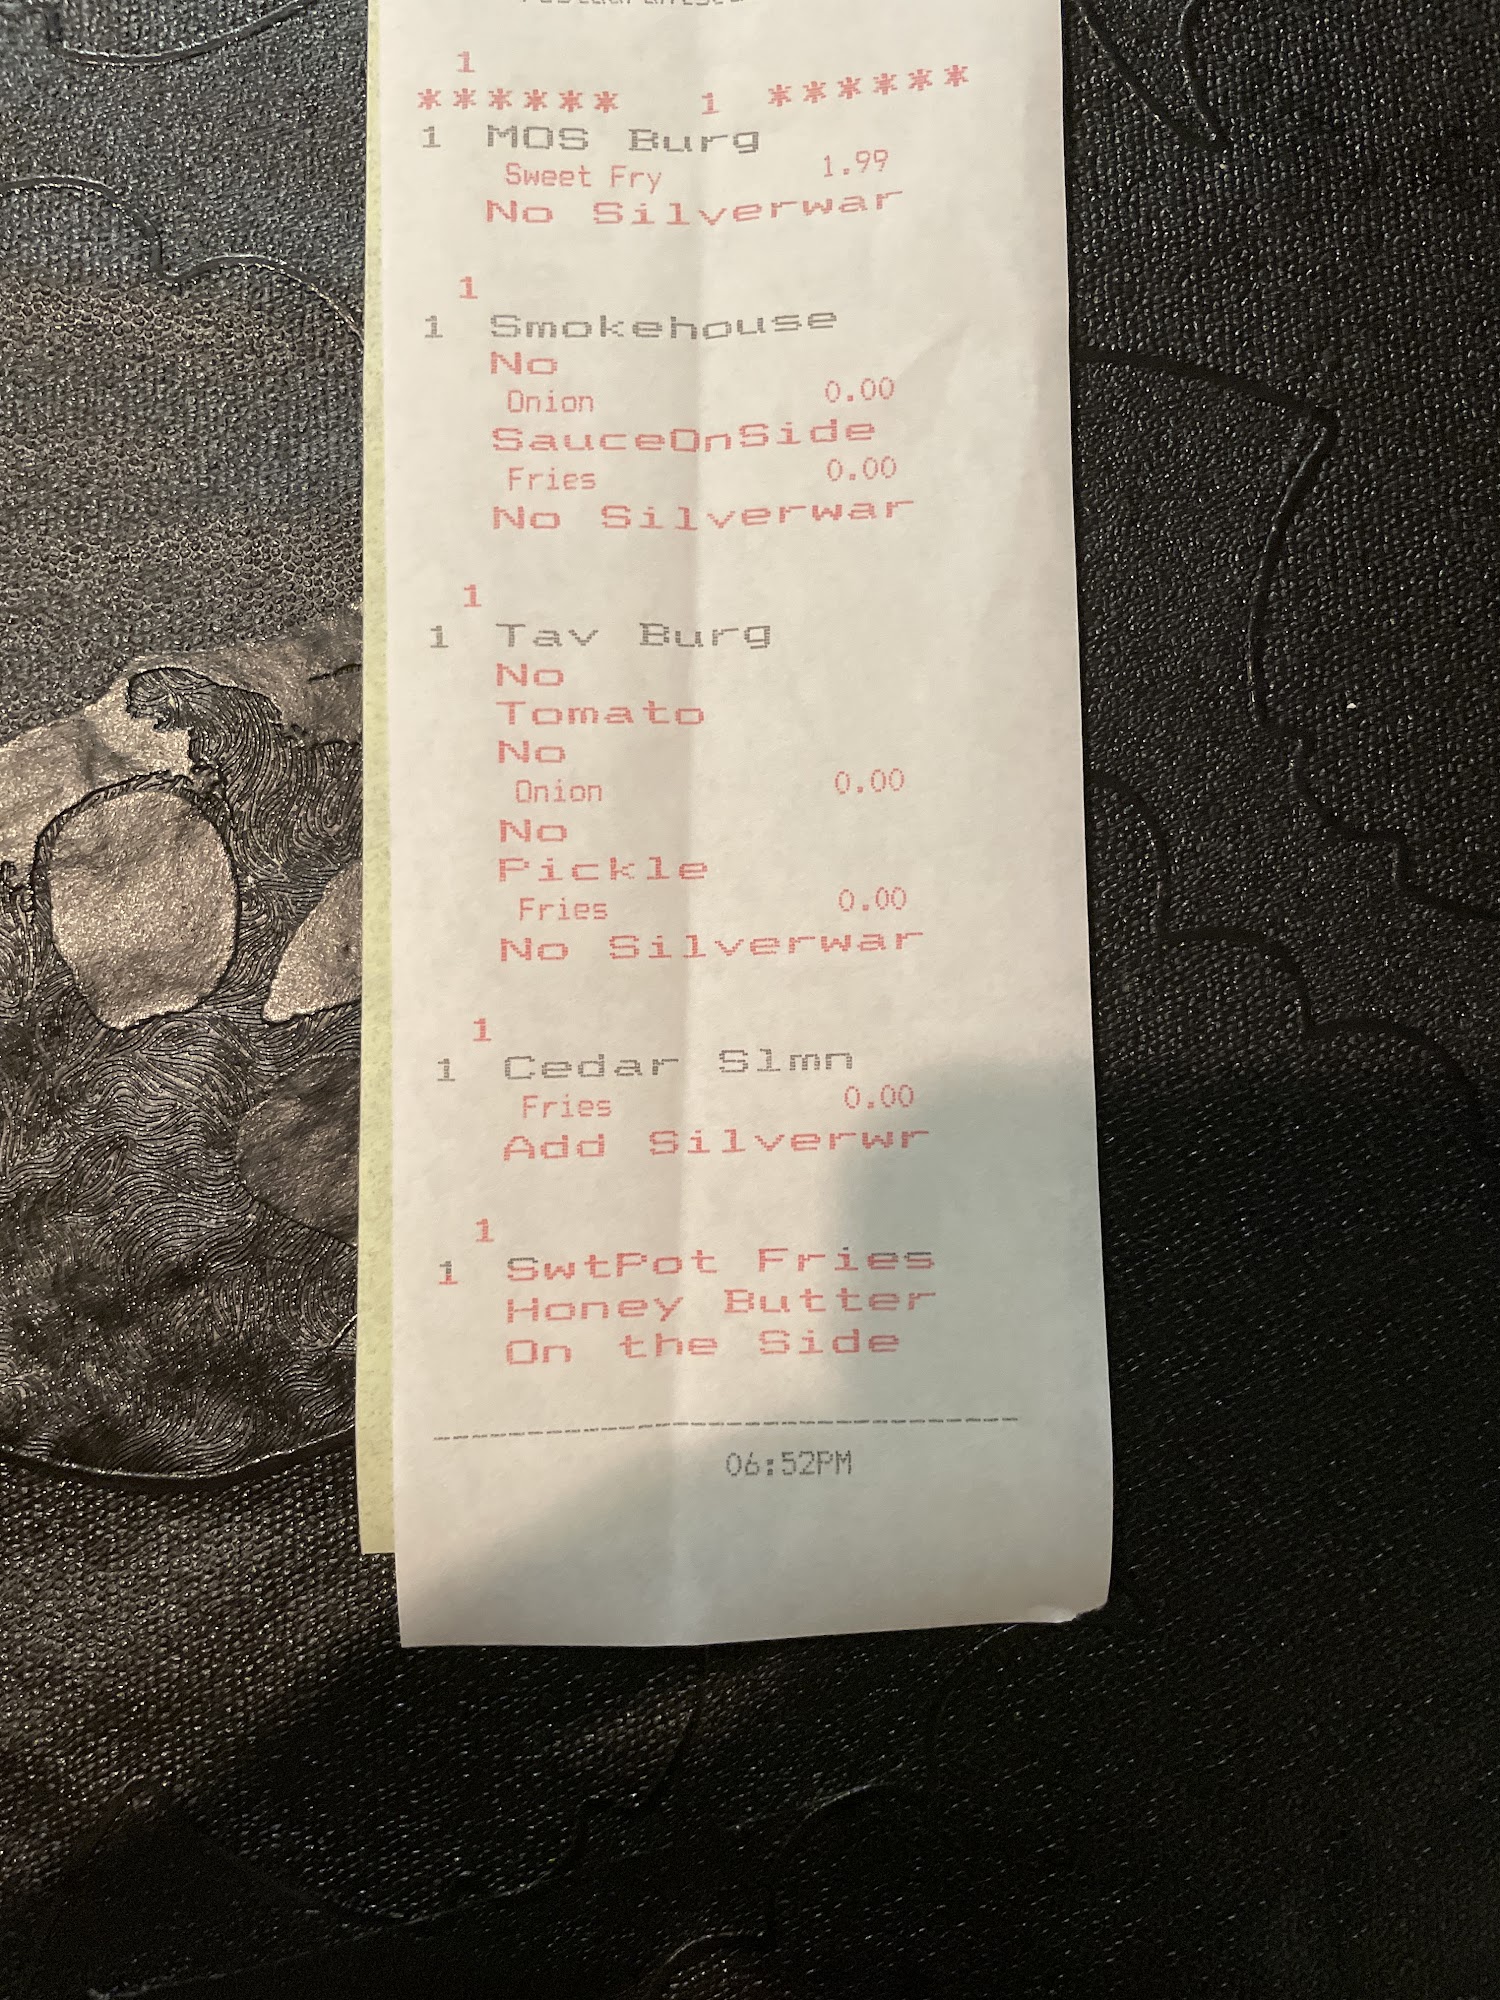 1
****** 1 ******
1 MOS Burg
Sweet Fry 1.99
No Silverwar
1
1 Smokehouse
No
Onion 0.00
SauceOnSide
Fries 0.00
No Silverwar
1
1 Tav Burg
No
Tomato
No
Onion 0.00
No
Pickle
Fries 0.00
No Silverwar
1
1 Cedar Slmn
Fries 0.00
Add Silverwr
1
1 SwtPot Fries
Honey Butter
On the Side
06:52PM